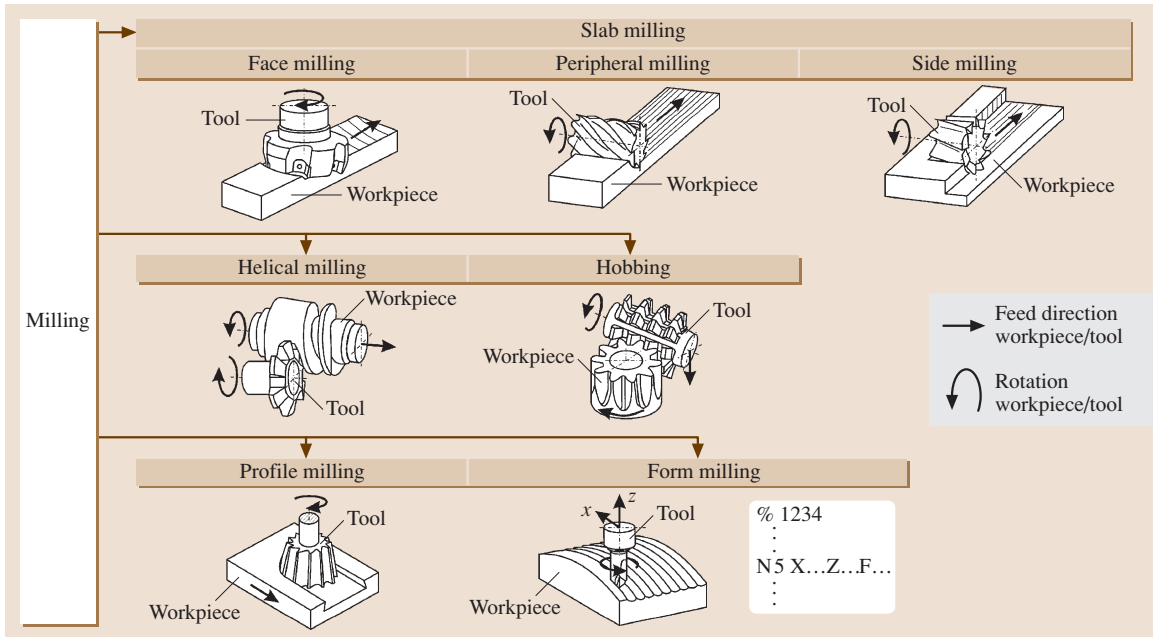 Slab milling
Face milling
Peripheral milling
Side milling
Tool
Workpiece
Tool
Workpiece
Tool
Workpiece
Milling
Helical milling
Hobbing
Workpiece
Tool
Tool
Workpiece
Feed direction
workpiece/tool
Rotation
workpiece/tool
Profile milling
Form milling
Tool
Workpiece
x
z
Tool
Workpiece
% 1234
N5 X...Z...F...